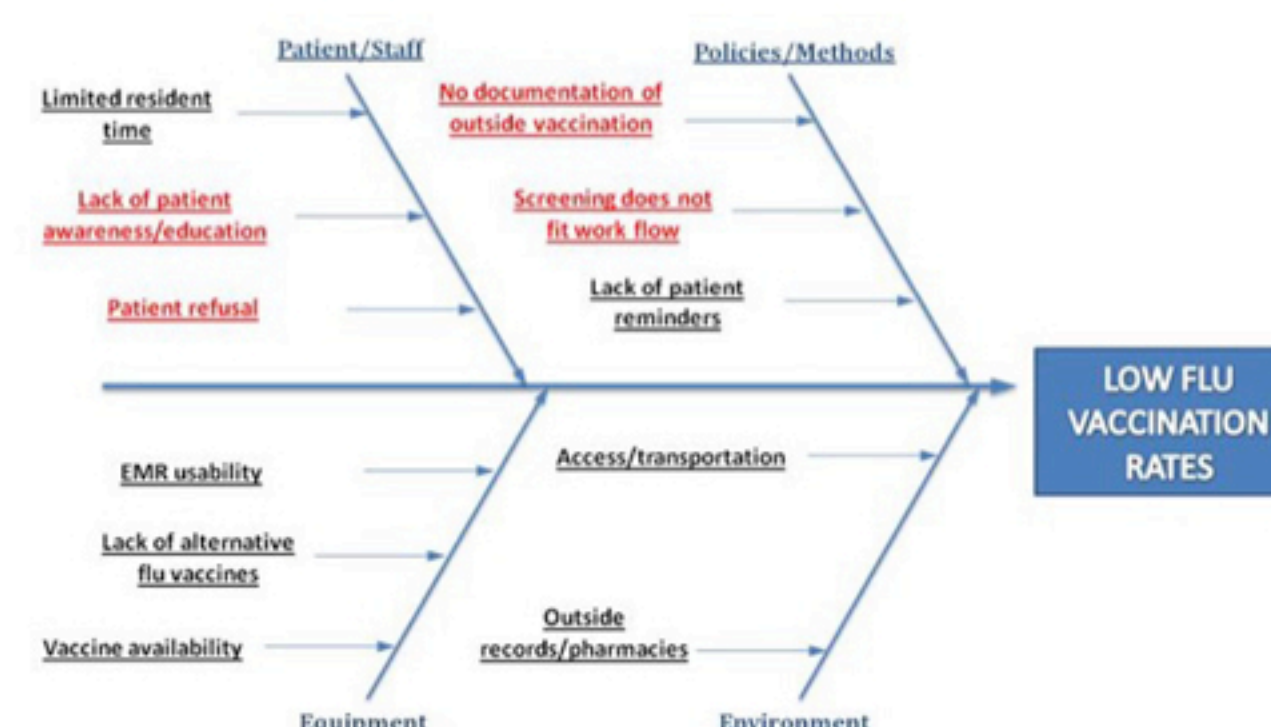 Patient/Staff
Limited resident
time
Lack of patient
awareness/education
Patient refusal
Policies/Methods
No documentation of
outside vaccination
Screening does not
fit work flow
Lack of patient
reminders
LOW FLU
VACCINATION
RATES
EMR usability
Lack of alternative
flu vaccines
Vaccine availability
Equipment
Access/transportation
Outside
records/pharmacies
Environment